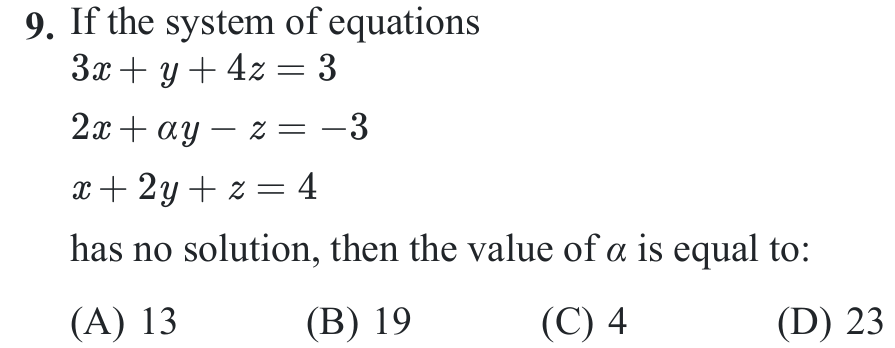 9. If the system of equations
3x + y + 4z = 3
2x + αy − z = −3
x + 2y + z = 4
has no solution, then the value of α is equal to:
(A) 13 (B) 19 (C) 4 (D) 23